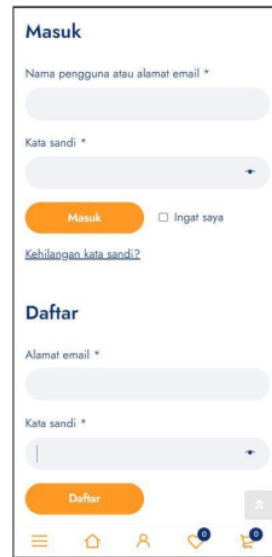 Masuk
Nama pengguna atau alamat email *
Kata sandi *
Masuk
Ingat saya
Kehilangan kata sandi?
Daftar
Alamat email *
Kata sandi *
Daftar
0
0